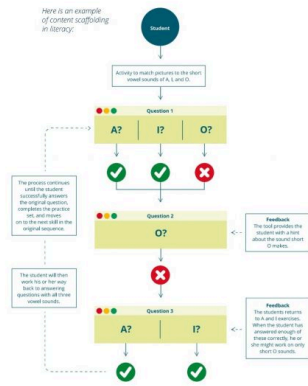 Here is an example
of content scaffolding
in literacy:
Student
Activity to match pictures to the short
vowel sounds of A, I, and O.
Question 1
A?
I?
O?
Question 2
O?
Feedback
The tool provides the
student with a hint
about the sound short
O makes.
The process continues
until the student
successfully answers
the original question,
completes the practice
set, and moves
on to the next skill in
the original sequence.
The student will then
work his or her way
back to answering
questions with all three
vowel sounds.
Question 3
A?
I?
Feedback
The students returns
to A and I exercises.
When the student has
answered enough of
these correctly, he or
she might work on only
short O sounds.